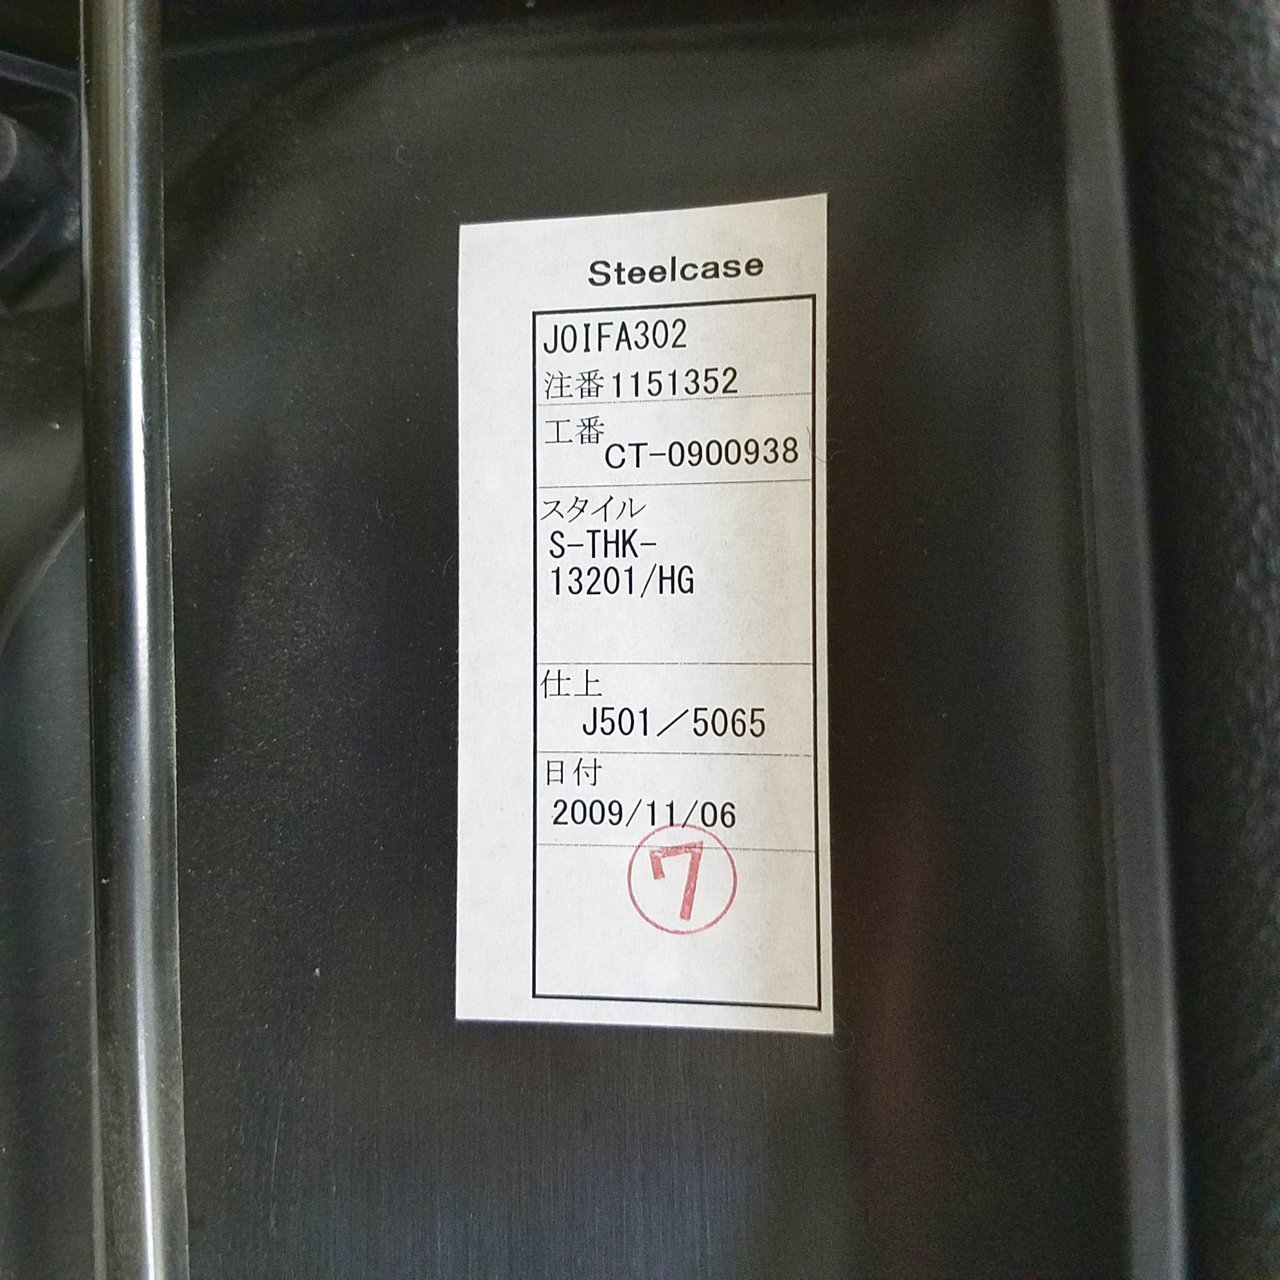 Steelcase
JOIFA302
注番1151352
工番
CT-0900938
スタイル
S-THK-
13201/HG
仕上
J501／5065
日付
2009/11/06
7